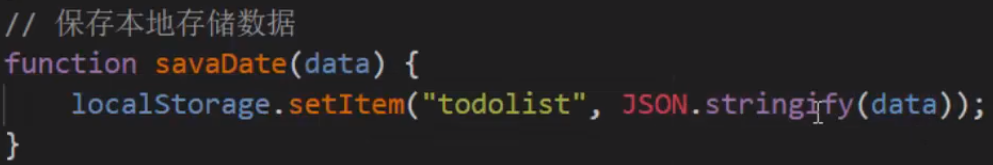 // 保存本地存储数据
function savaDate(data) {
    localStorage.setItem("todolist", JSON.stringify(data));
}